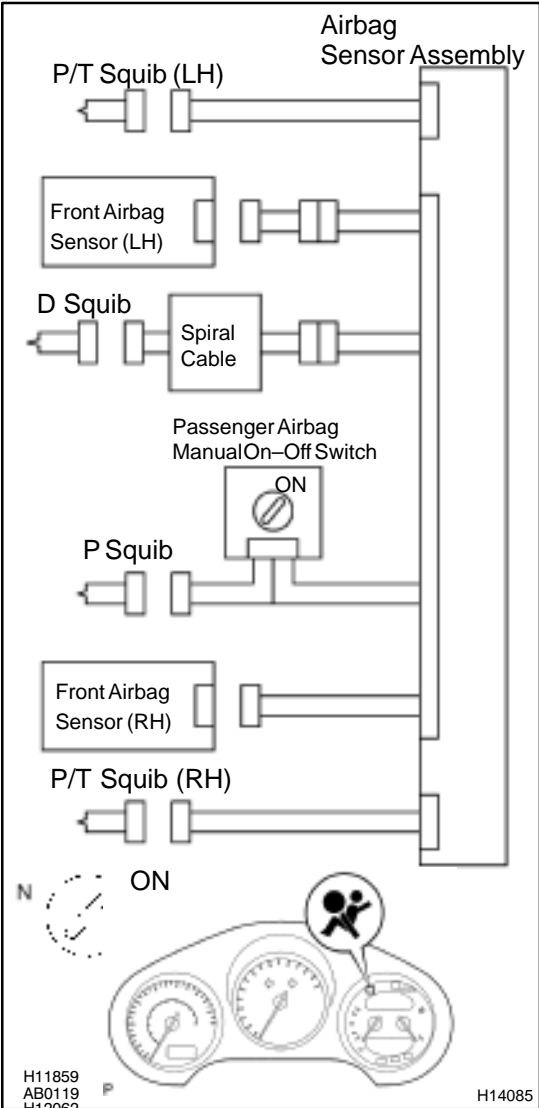 Airbag
Sensor Assembly
P/T Squib (LH)
Front Airbag
Sensor (LH)
D Squib
Spiral
Cable
Passenger Airbag
Manual On–Off Switch
ON
P Squib
Front Airbag
Sensor (RH)
P/T Squib (RH)
N
ON
H11859
AB0119
P
H14085